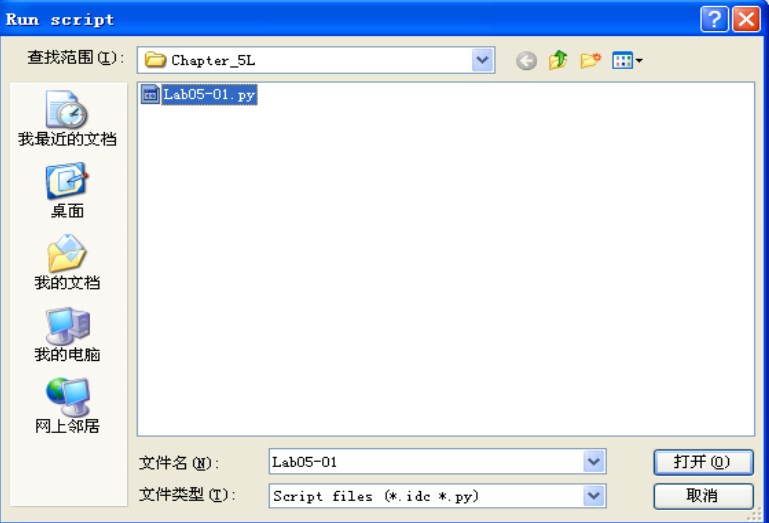 Run script
查找范围(I):
Chapter_5L
Lab05-01.py
我最近的文档
桌面
我的文档
我的电脑
网上邻居
文件名(N):
Lab05-01
打开(O)
文件类型(T):
Script files (*.idc *.py)
取消